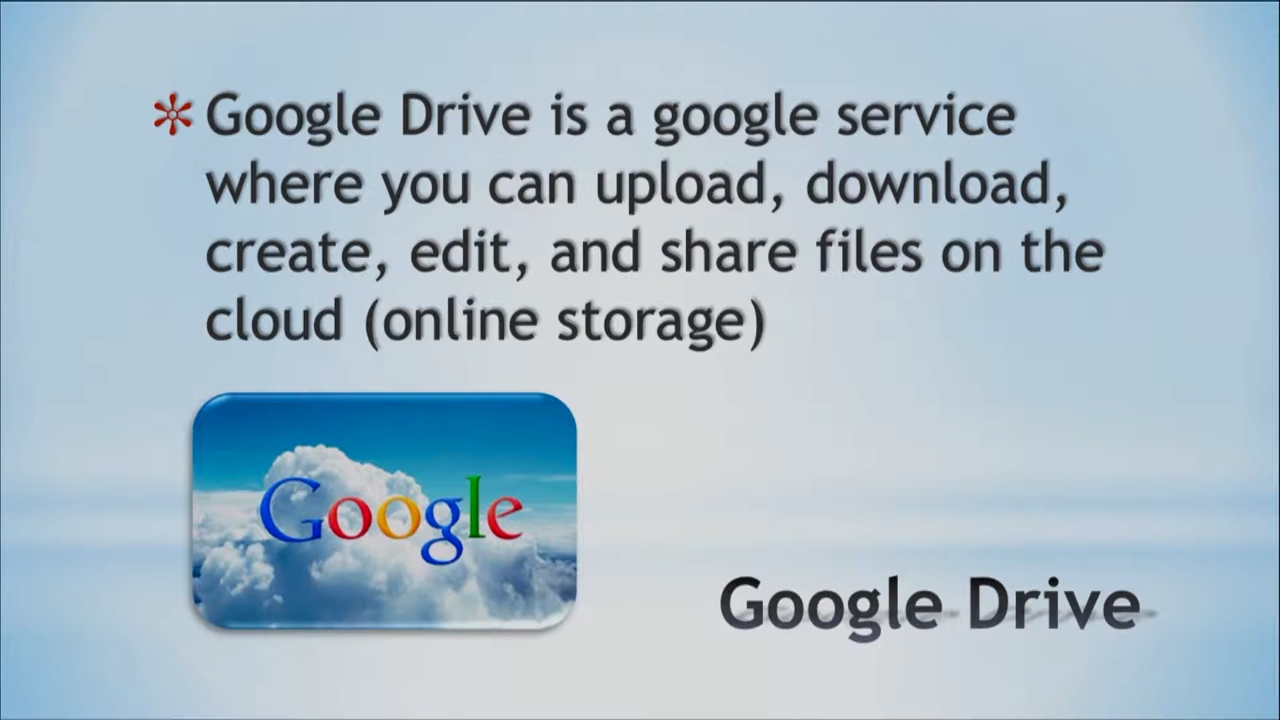 * Google Drive is a google service
where you can upload, download,
create, edit, and share files on the
cloud (online storage)
Google
Google Drive